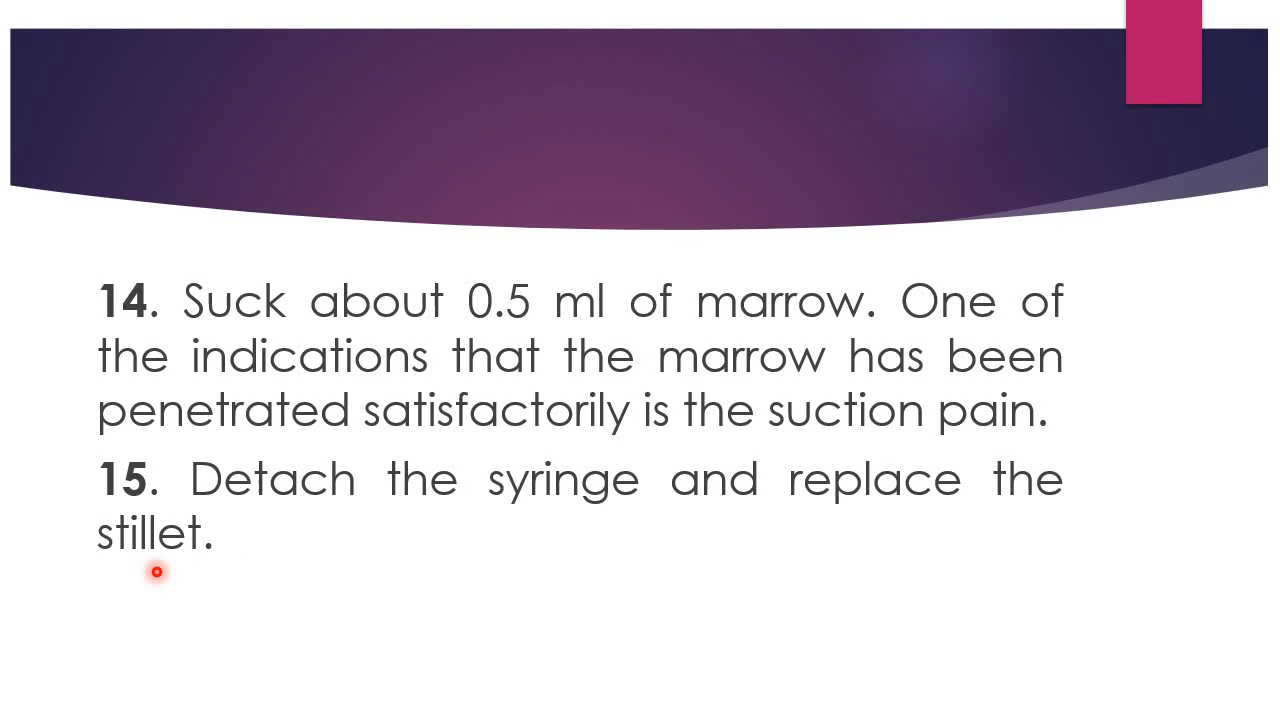 14. Suck about 0.5 ml of marrow. One of
the indications that the marrow has been
penetrated satisfactorily is the suction pain.
15. Detach the syringe and replace the
stillet.